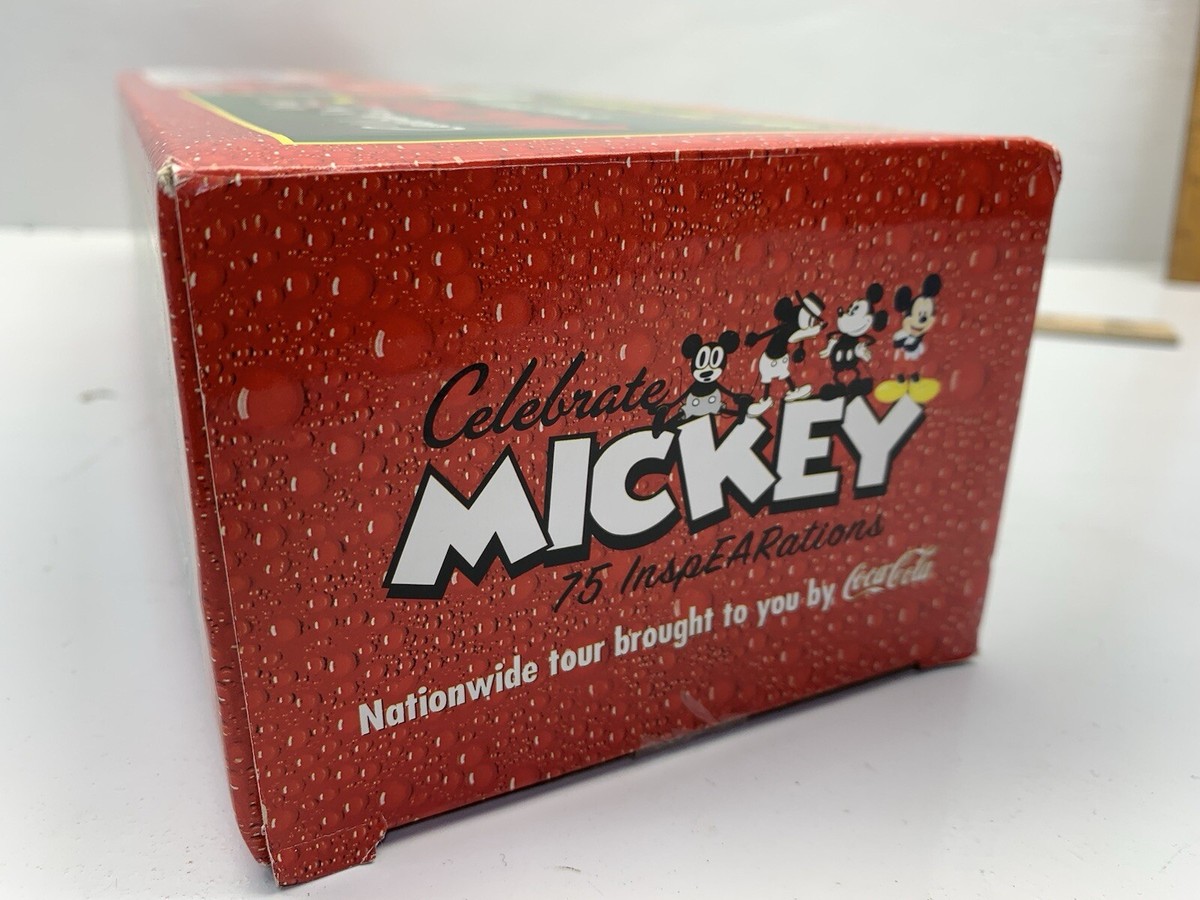 Celebrate
MICKEY
75 InspEARations
Nationwide tour brought to you by Coca-Cola